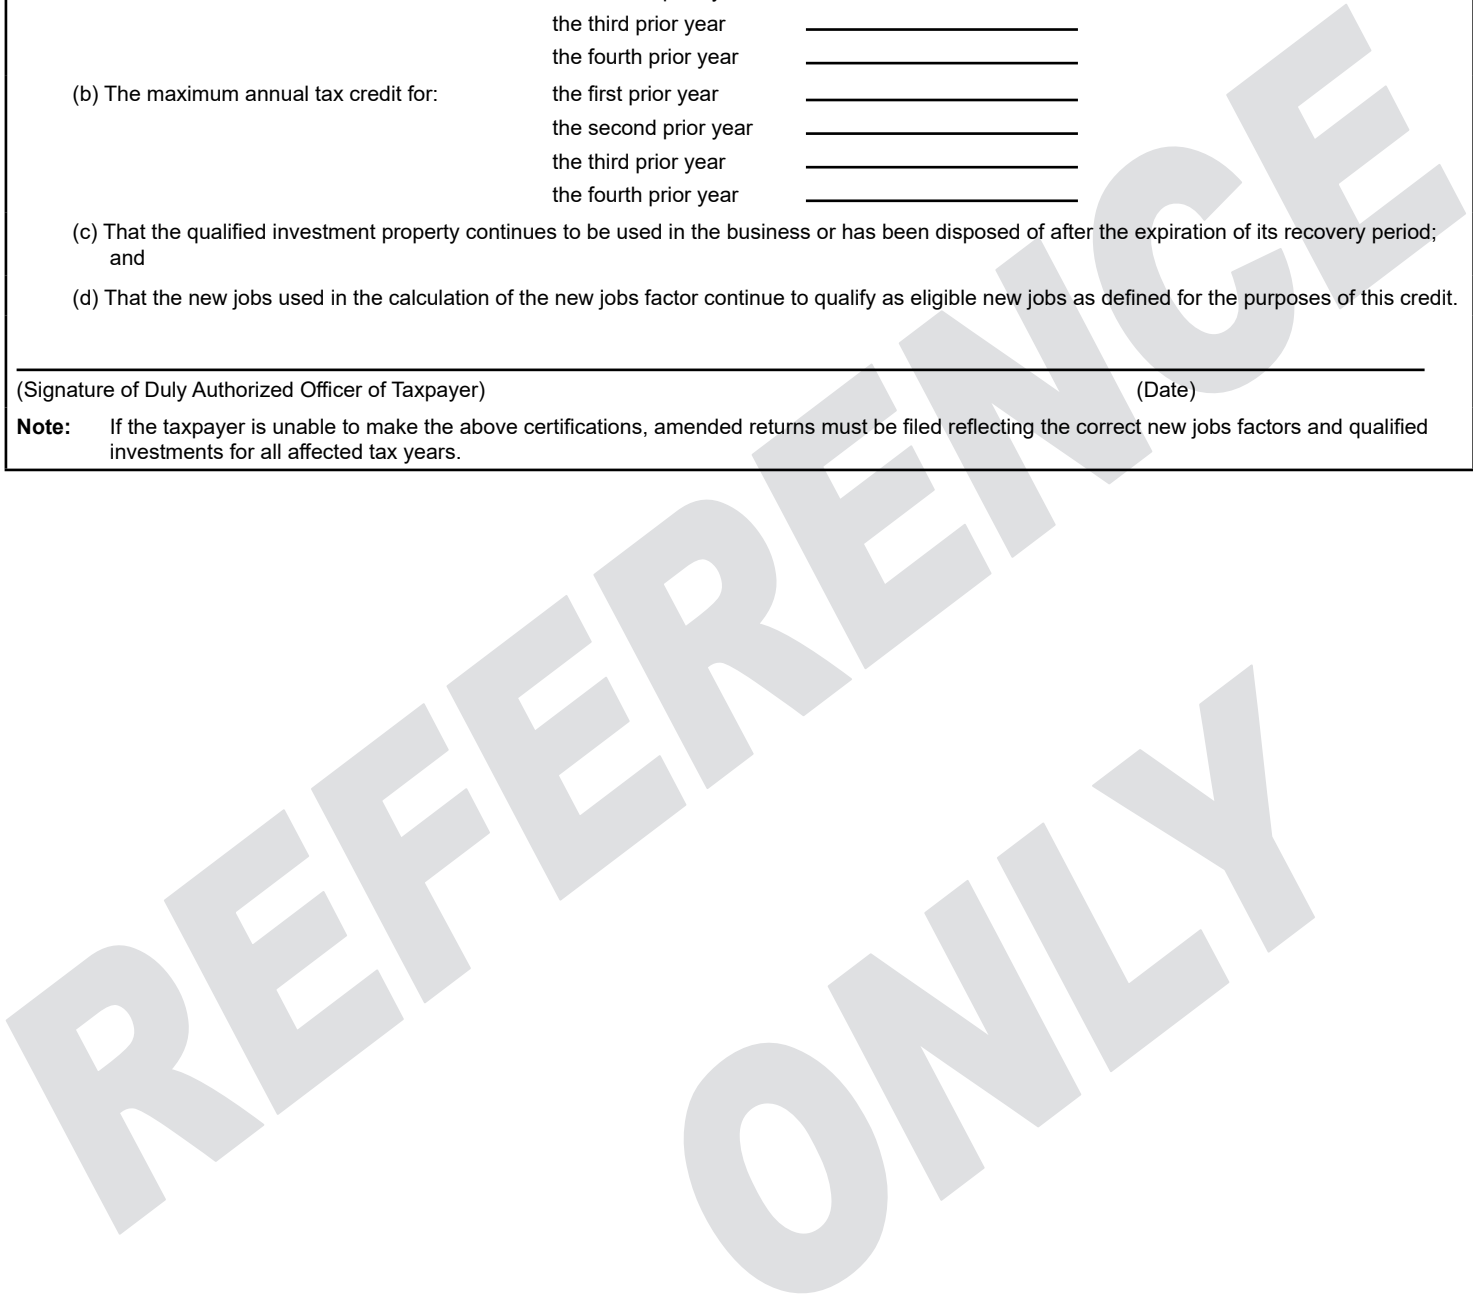 the third prior year
the fourth prior year
(b) The maximum annual tax credit for: the first prior year
the second prior year
the third prior year
the fourth prior year
(c) That the qualified investment property continues to be used in the business or has been disposed of after the expiration of its recovery period;
and
(d) That the new jobs used in the calculation of the new jobs factor continue to qualify as eligible new jobs as defined for the purposes of this credit.
(Signature of Duly Authorized Officer of Taxpayer) (Date)
Note: If the taxpayer is unable to make the above certifications, amended returns must be filed reflecting the correct new jobs factors and qualified
investments for all affected tax years.
REFERENCE
ONLY